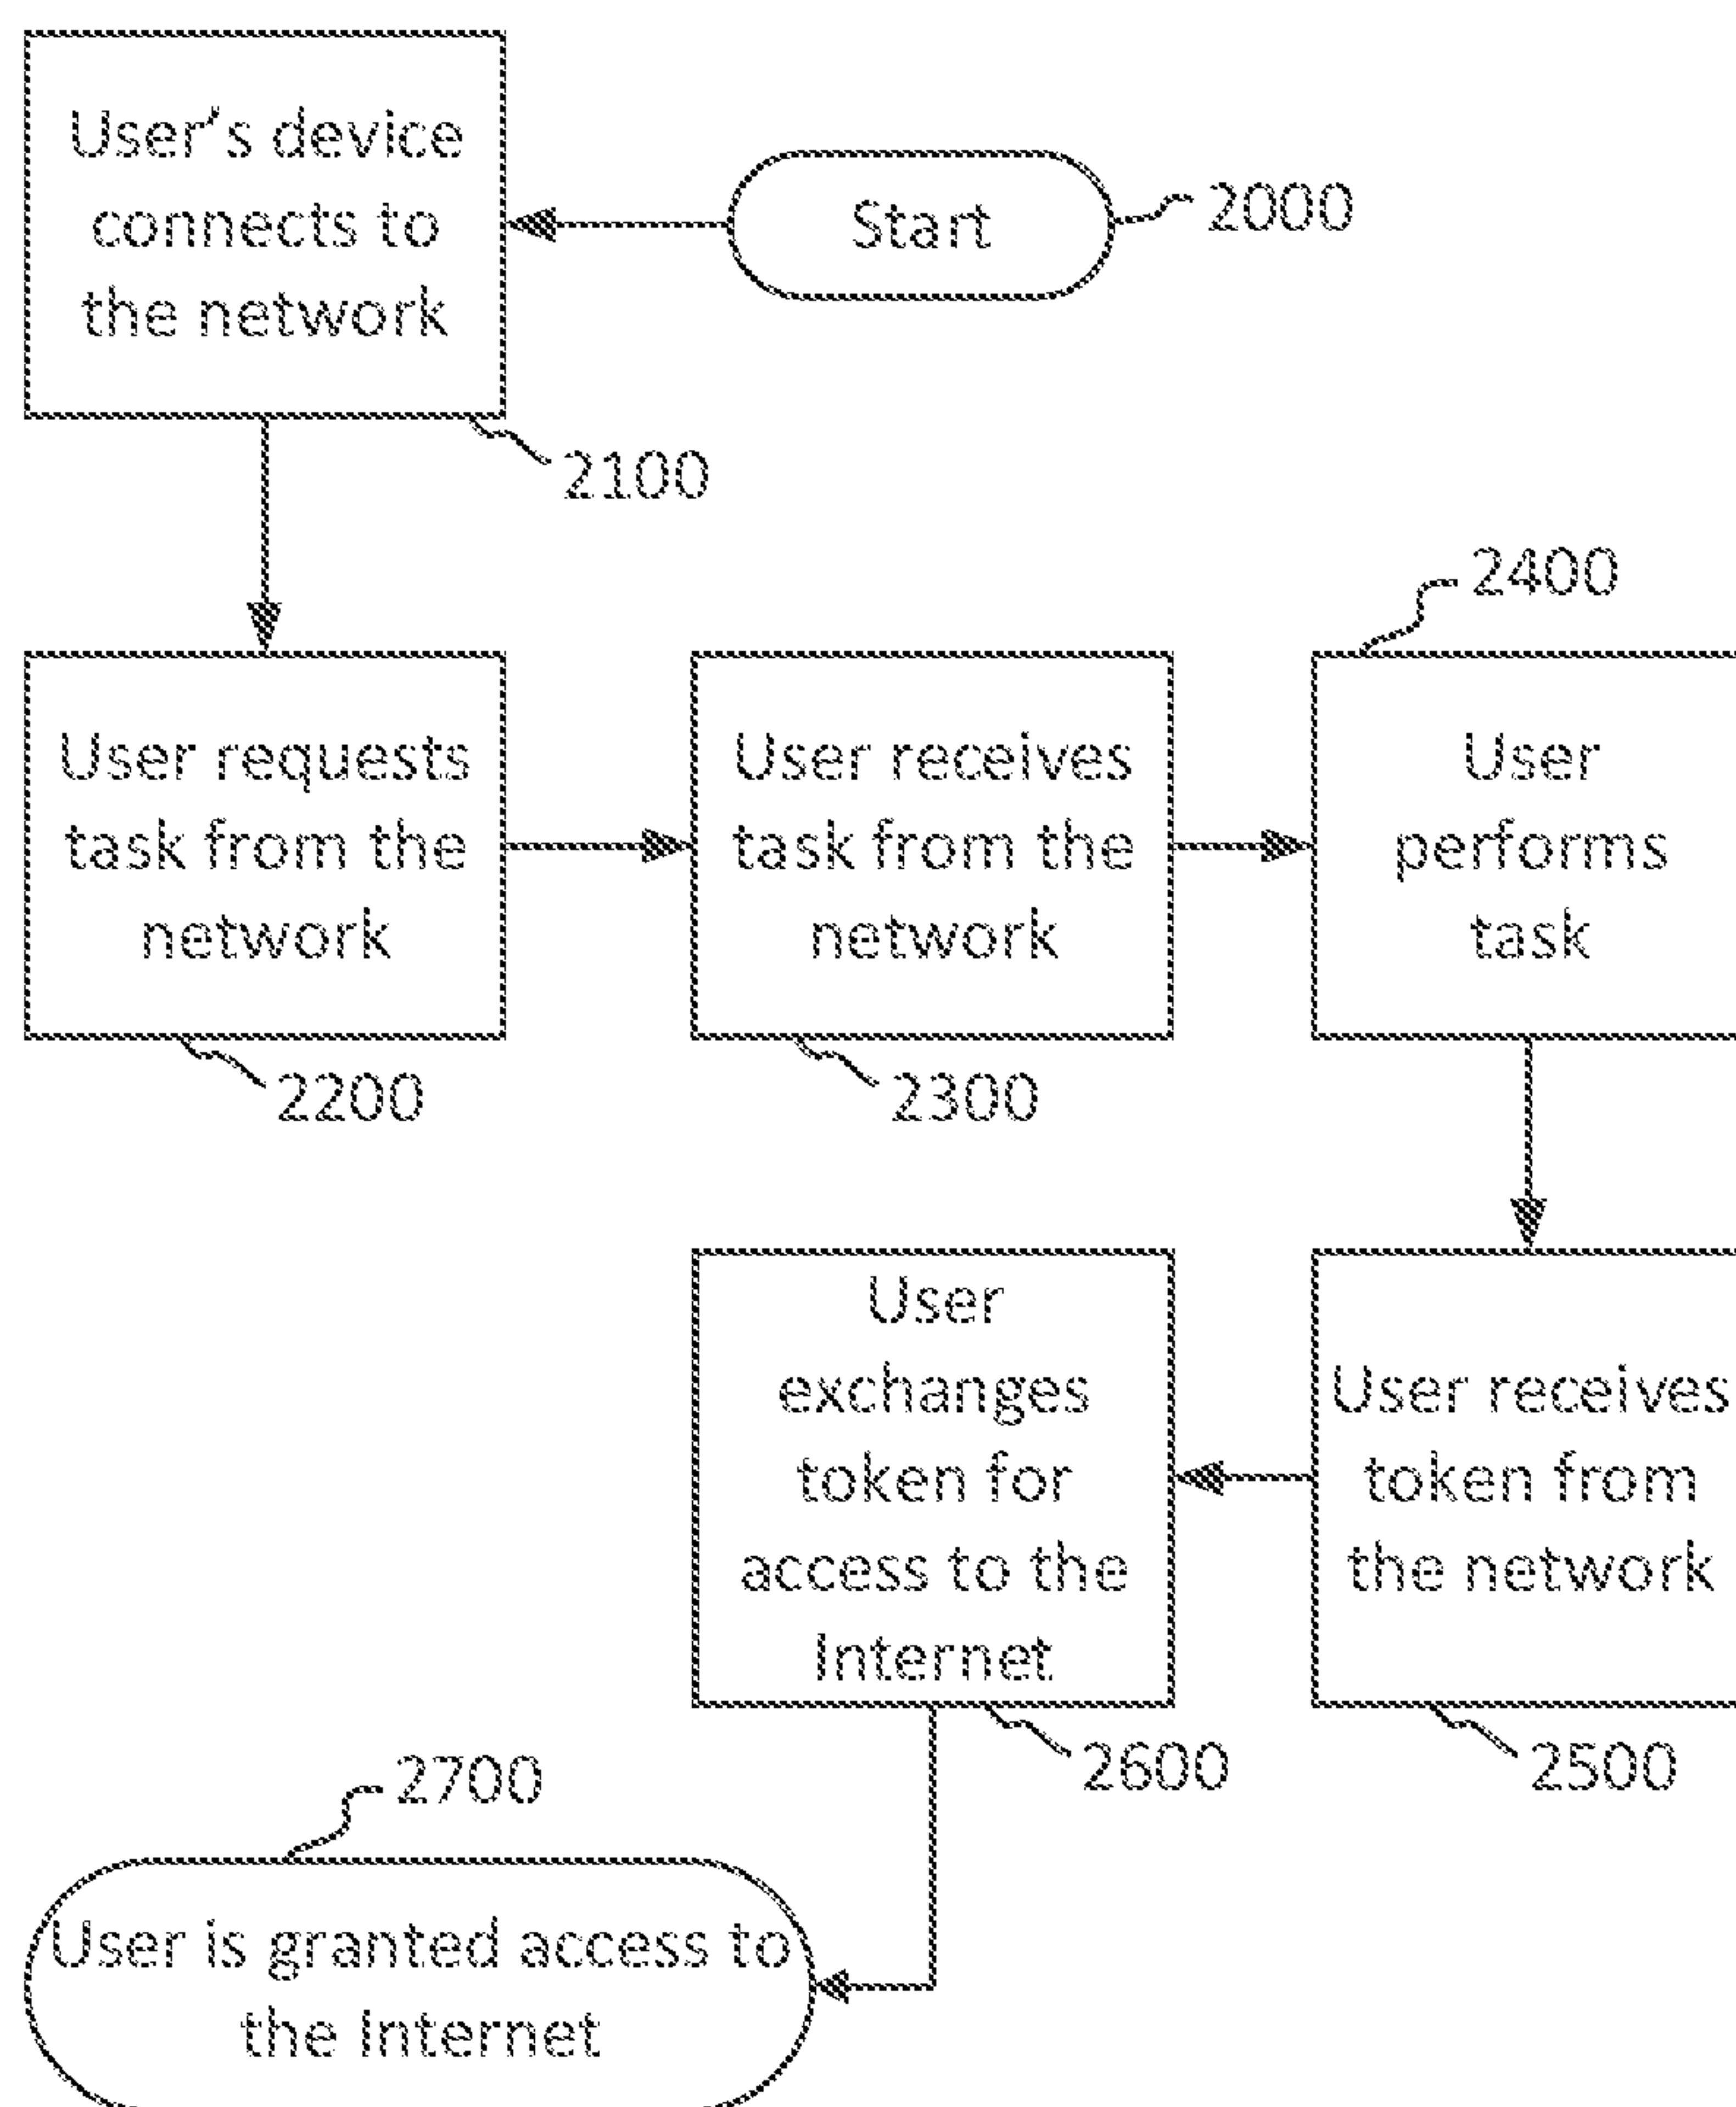 Start
2000
User's device
connects to
the network
2100
User requests
task from the
network
2200
User receives
task from the
network
2300
2400
User
performs
task
User receives
token from
the network
2500
User
exchanges
token for
access to the
Internet
2600
2700
User is granted access to
the Internet